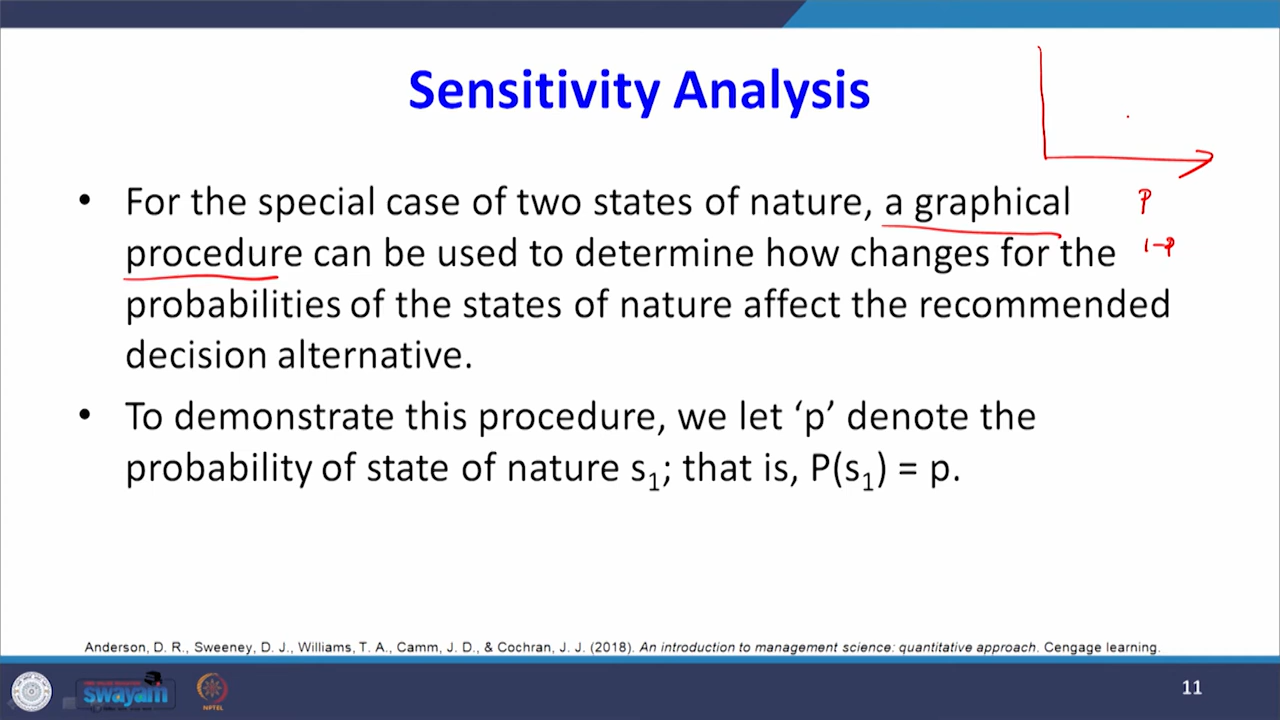 Sensitivity Analysis
• For the special case of two states of nature, a graphical
procedure can be used to determine how changes for the
probabilities of the states of nature affect the recommended
decision alternative.
P
1-P
• To demonstrate this procedure, we let ‘p’ denote the
probability of state of nature s₁; that is, P(s₁) = p.
Anderson, D. R., Sweeney, D. J., Williams, T. A., Camm, J. D., & Cochran, J. J. (2018). An introduction to management science: quantitative approach. Cengage learning.
swayam
NPTEL
11